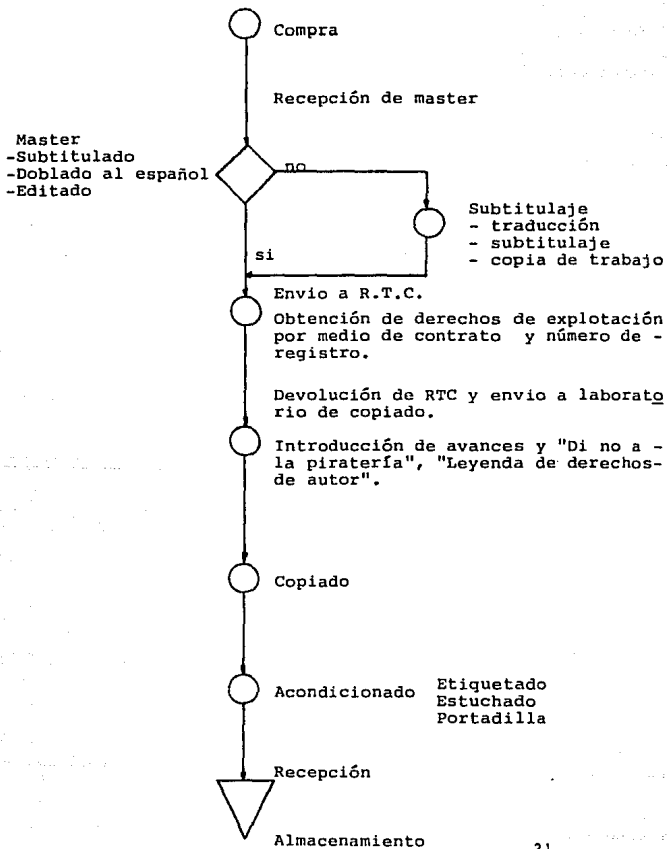 Compra
Recepción de master
Master
-Subtitulado
-Doblado al español
-Editado
no
Subtitulaje
- traducción
- subtitulaje
- copia de trabajo
si
Envio a R.T.C.
Obtención de derechos de explotación
por medio de contrato y número de -
registro.
Devolución de RTC y envio a laborato
rio de copiado.
Introducción de avances y "Di no a -
la piratería", "Leyenda de derechos-
de autor".
Copiado
Acondicionado
Etiquetado
Estuchado
Portadilla
Recepción
Almacenamiento